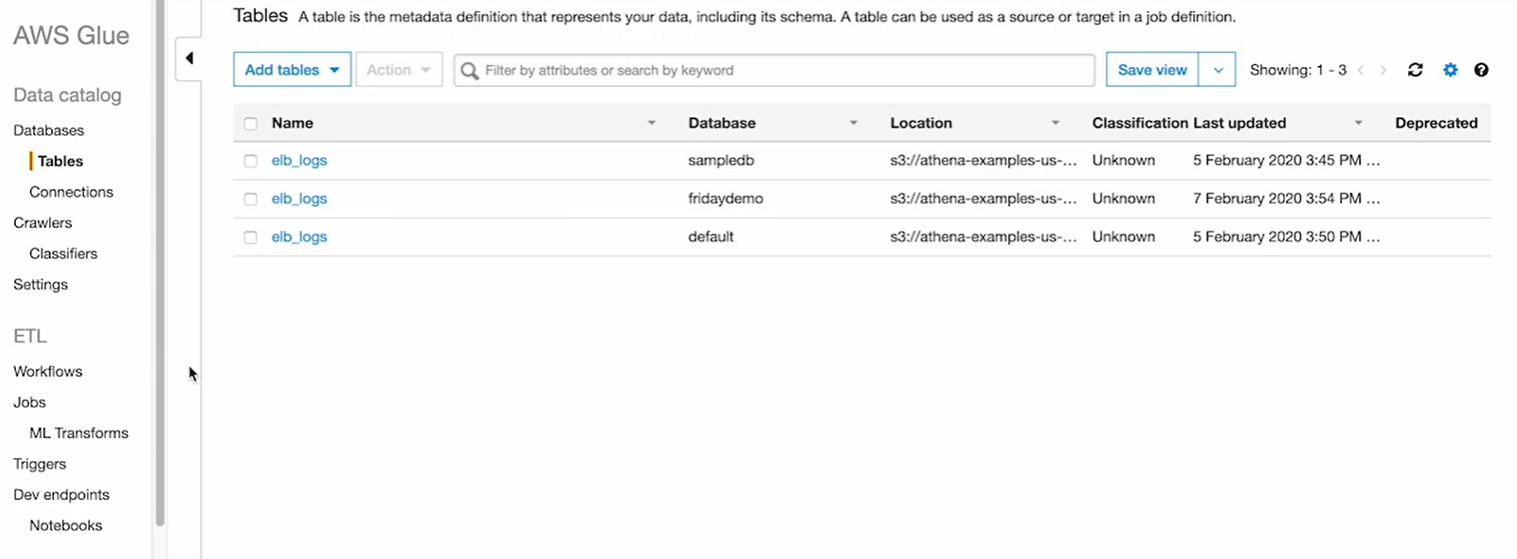 AWS Glue
Data catalog
Databases
Tables
Connections
Crawlers
Classifiers
Settings
ETL
Workflows
Jobs
ML Transforms
Triggers
Dev endpoints
Notebooks
Tables A table is the metadata definition that represents your data, including its schema. A table can be used as a source or target in a job definition.
Add tables Action Filter by attributes or search by keyword Save view Showing: 1 - 3
Name Database Location Classification Last updated Deprecated
elb_logs sampledb s3://athena-examples-us-... Unknown 5 February 2020 3:45 PM ...
elb_logs fridaydemo s3://athena-examples-us-... Unknown 7 February 2020 3:54 PM ...
elb_logs default s3://athena-examples-us-... Unknown 5 February 2020 3:50 PM ...